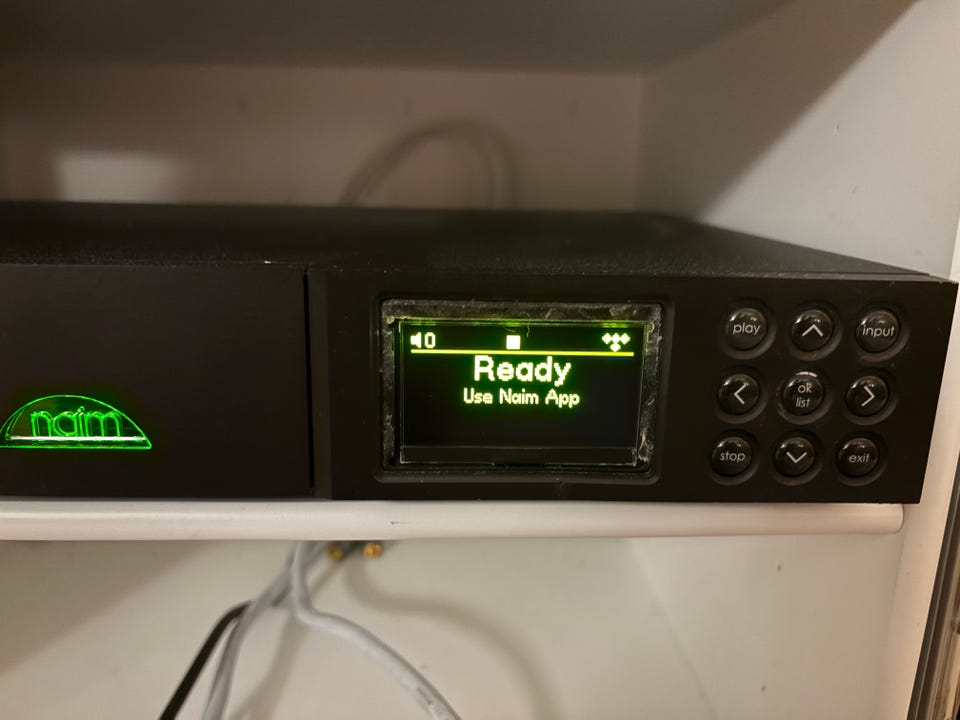 naim
0
Ready
Use Naim App
play
input
ok
list
stop
exit